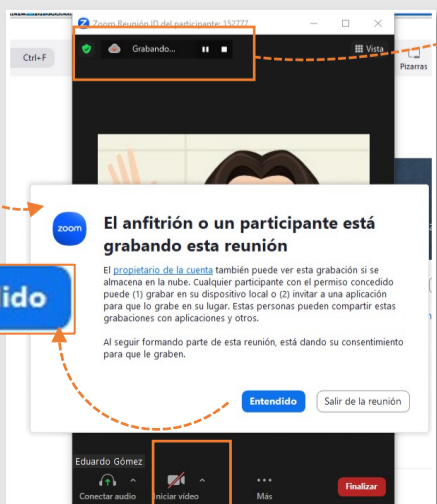 Zoom Reunión ID del participante: 152777
Ctrl+F
Grabando...
Vista
Pizarras
zoom
El anfitrión o un participante está
grabando esta reunión
El propietario de la cuenta también puede ver esta grabación si se
almacena en la nube. Cualquier participante con el permiso concedido
puede (1) grabar en su dispositivo local o (2) invitar a una aplicación
para que lo grabe en su lugar. Estas personas pueden compartir estas
grabaciones con aplicaciones y otros.
Al seguir formando parte de esta reunión, está dando su consentimiento
para que le graben.
dido
Entendido
Salir de la reunión
Eduardo Gómez
Conectar audio
Iniciar video
Más
Finalizar